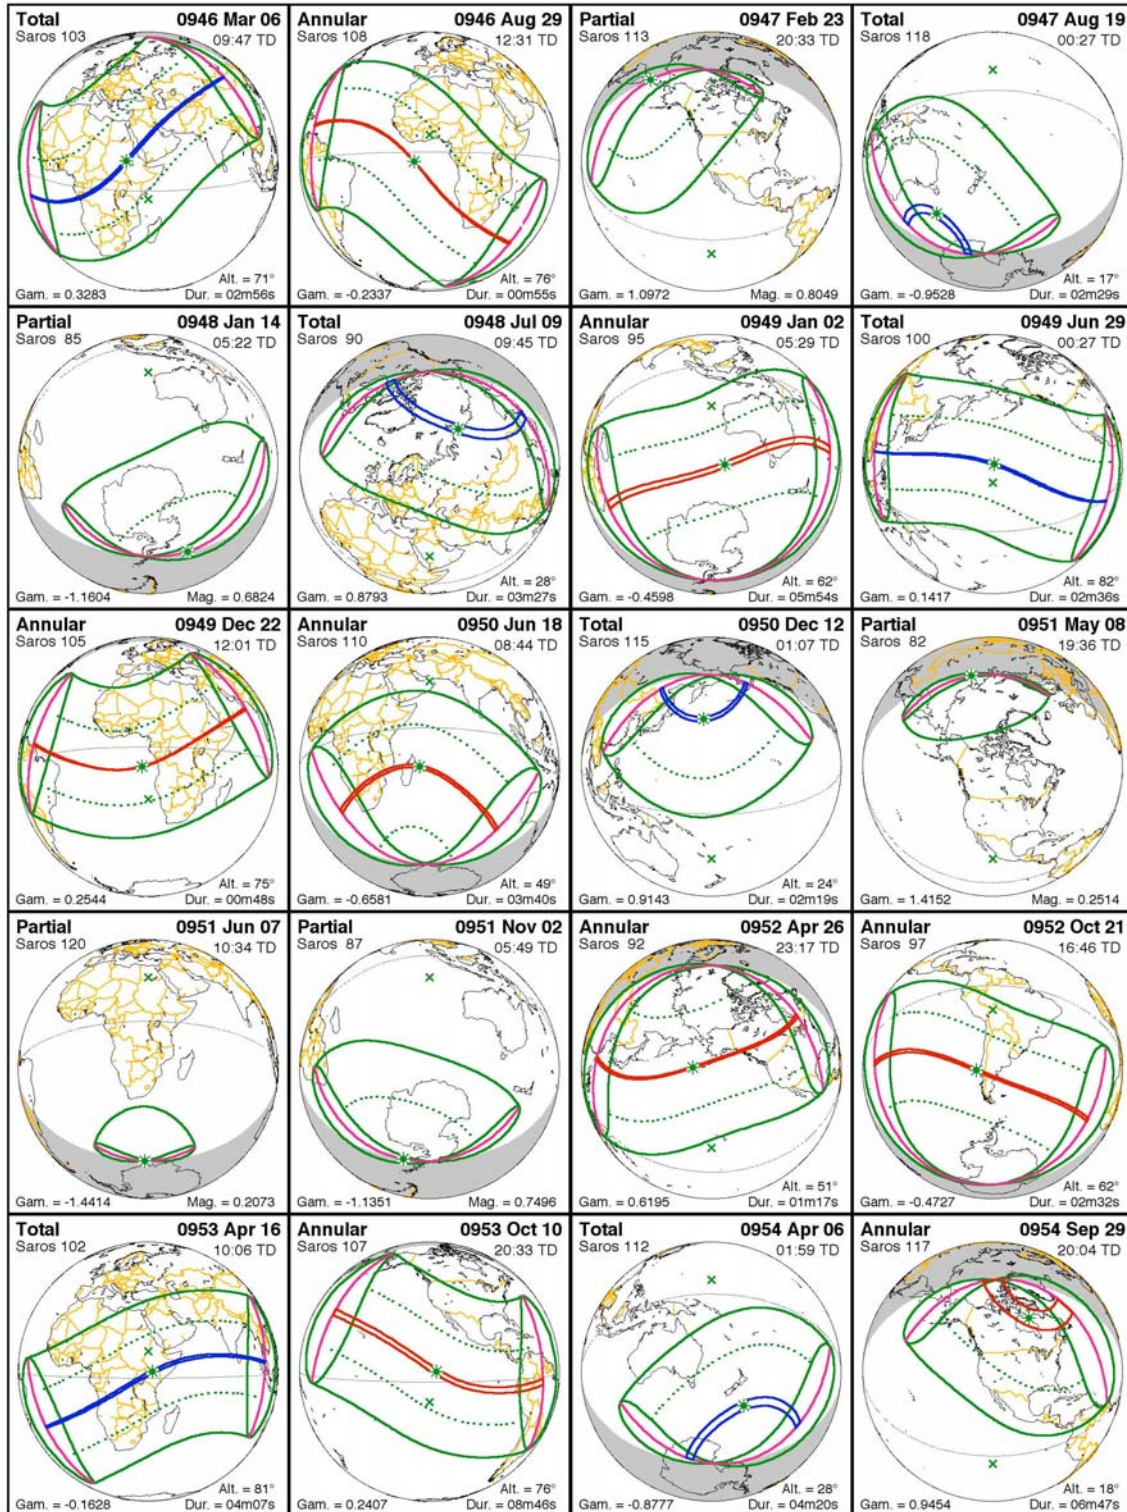 Total 0946 Mar 06
Saros 103 09:47 TD
Alt. = 71°
Gam. = 0.3283 Dur. = 02m56s
Annular 0946 Aug 29
Saros 108 12:31 TD
Alt. = 76°
Gam. = -0.2337 Dur. = 00m55s
Partial 0947 Feb 23
Saros 113 20:33 TD
Gam. = 1.0972 Mag. = 0.8049
Total 0947 Aug 19
Saros 118 00:27 TD
Alt. = 17°
Gam. = -0.9528 Dur. = 02m29s
Partial 0948 Jan 14
Saros 85 05:22 TD
Gam. = -1.1604 Mag. = 0.6824
Total 0948 Jul 09
Saros 90 09:45 TD
Alt. = 28°
Gam. = 0.8793 Dur. = 03m27s
Annular 0949 Jan 02
Saros 95 05:29 TD
Alt. = 62°
Gam. = -0.4598 Dur. = 05m54s
Total 0949 Jun 29
Saros 100 00:27 TD
Alt. = 82°
Gam. = 0.1417 Dur. = 02m36s
Annular 0949 Dec 22
Saros 105 12:01 TD
Alt. = 75°
Gam. = 0.2544 Dur. = 00m48s
Annular 0950 Jun 18
Saros 110 08:44 TD
Alt. = 49°
Gam. = -0.6581 Dur. = 03m40s
Total 0950 Dec 12
Saros 115 01:07 TD
Alt. = 24°
Gam. = 0.9143 Dur. = 02m19s
Partial 0951 May 08
Saros 82 19:36 TD
Gam. = 1.4152 Mag. = 0.2514
Partial 0951 Jun 07
Saros 120 10:34 TD
Gam. = -1.4414 Mag. = 0.2073
Partial 0951 Nov 02
Saros 87 05:49 TD
Gam. = -1.1351 Mag. = 0.7496
Annular 0952 Apr 26
Saros 92 23:17 TD
Alt. = 51°
Gam. = 0.6195 Dur. = 01m17s
Annular 0952 Oct 21
Saros 97 16:46 TD
Alt. = 62°
Gam. = -0.4727 Dur. = 02m32s
Total 0953 Apr 16
Saros 102 10:06 TD
Alt. = 81°
Gam. = -0.1628 Dur. = 04m07s
Annular 0953 Oct 10
Saros 107 20:33 TD
Alt. = 76°
Gam. = 0.2407 Dur. = 08m46s
Total 0954 Apr 06
Saros 112 01:59 TD
Alt. = 28°
Gam. = -0.8777 Dur. = 04m20s
Annular 0954 Sep 29
Saros 117 20:04 TD
Alt. = 18°
Gam. = 0.9454 Dur. = 06m47s